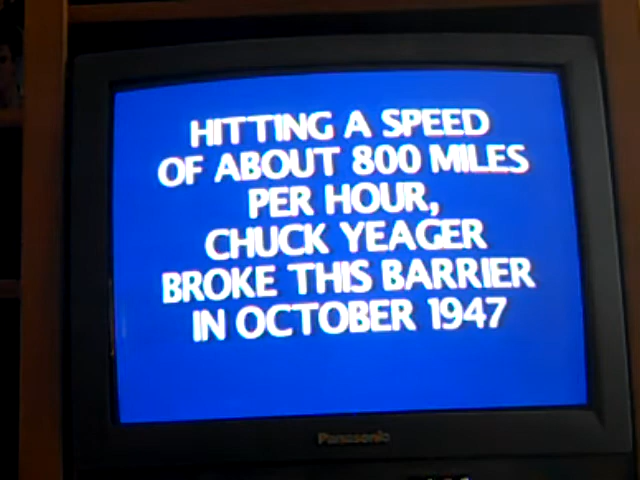 HITTING A SPEED
OF ABOUT 800 MILES
PER HOUR,
CHUCK YEAGER
BROKE THIS BARRIER
IN OCTOBER 1947
Panasonic